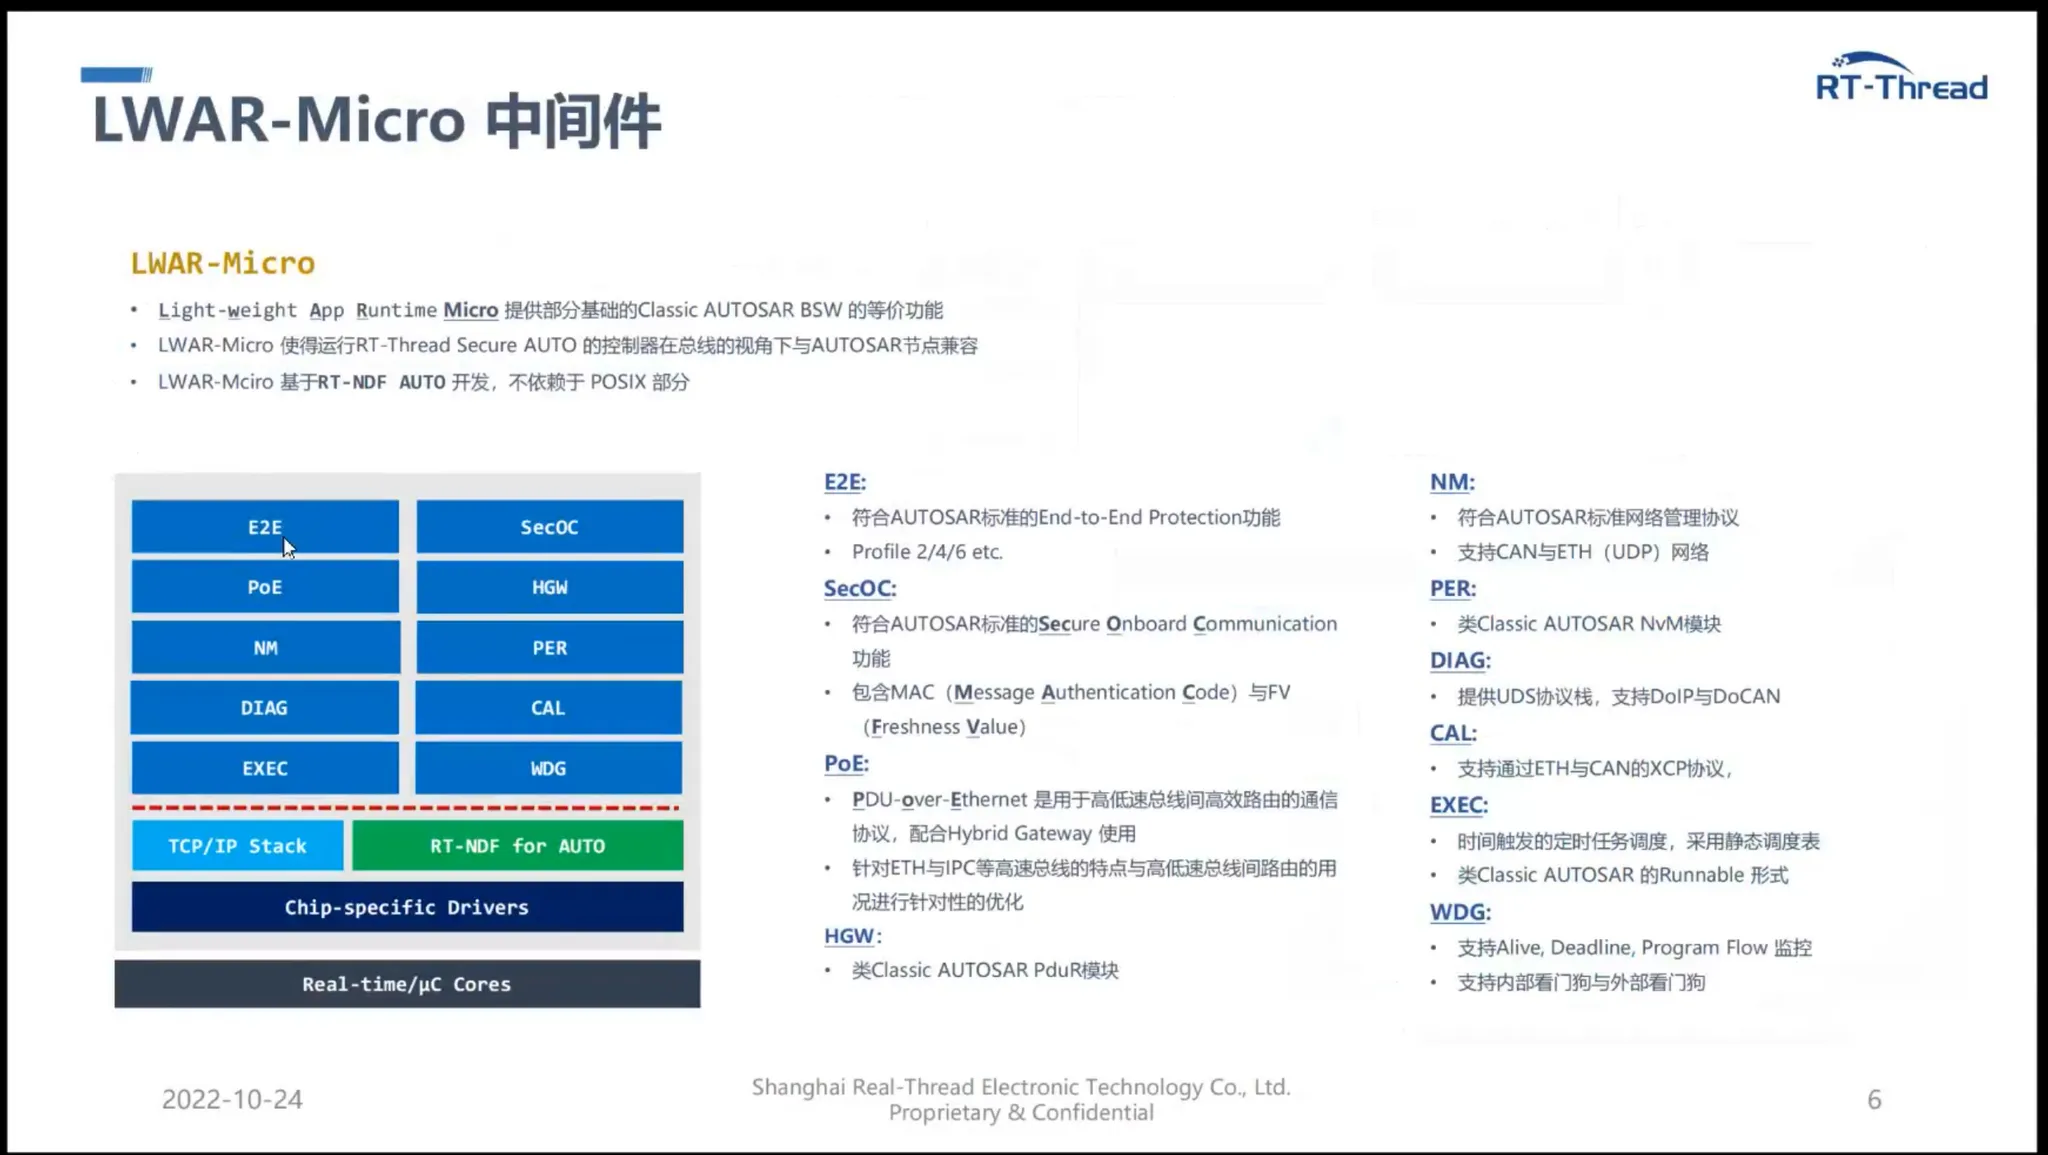 LWAR-Micro 中间件
RT-Thread
LWAR-Micro
• Light-weight App Runtime Micro 提供部分基础的Classic AUTOSAR BSW 的等价功能
• LWAR-Micro 使得运行RT-Thread Secure AUTO 的控制器在总线的视角下与AUTOSAR节点兼容
• LWAR-Mciro 基于RT-NDF AUTO 开发，不依赖于 POSIX 部分
E2E
SecOC
PoE
HGW
NM
PER
DIAG
CAL
EXEC
WDG
TCP/IP Stack
RT-NDF for AUTO
Chip-specific Drivers
Real-time/μC Cores
E2E:
• 符合AUTOSAR标准的End-to-End Protection功能
• Profile 2/4/6 etc.
SecOC:
• 符合AUTOSAR标准的Secure Onboard Communication
功能
• 包含MAC（Message Authentication Code）与FV
（Freshness Value）
PoE:
• PDU-over-Ethernet 是用于高低速总线间高效路由的通信
协议，配合Hybrid Gateway 使用
• 针对ETH与IPC等高速总线的特点与高低速总线间路由的用
况进行针对性的优化
HGW:
• 类Classic AUTOSAR PduR模块
NM:
• 符合AUTOSAR标准网络管理协议
• 支持CAN与ETH（UDP）网络
PER:
• 类Classic AUTOSAR NvM模块
DIAG:
• 提供UDS协议栈，支持DoIP与DoCAN
CAL:
• 支持通过ETH与CAN的XCP协议，
EXEC:
• 时间触发的定时任务调度，采用静态调度表
• 类Classic AUTOSAR 的Runnable 形式
WDG:
• 支持Alive, Deadline, Program Flow 监控
• 支持内部看门狗与外部看门狗
2022-10-24
Shanghai Real-Thread Electronic Technology Co., Ltd.
Proprietary & Confidential
6